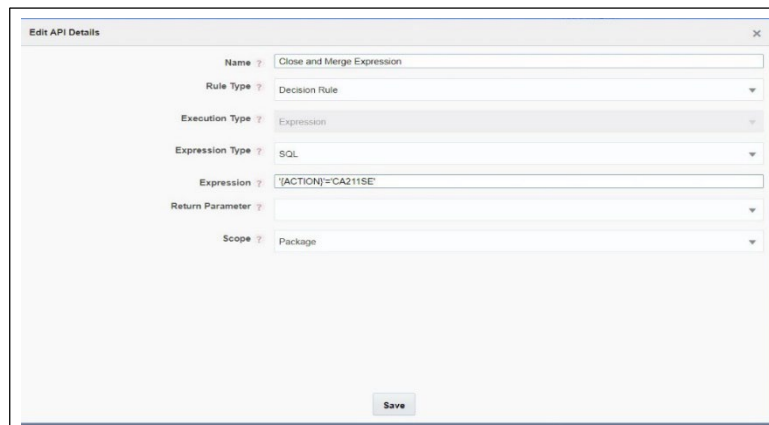 Edit API Details ×
Name ? Close and Merge Expression
Rule Type ? Decision Rule
Execution Type ? Expression
Expression Type ? SQL
Expression ? '{ACTION}'='CA211SE'
Return Parameter ?
Scope ? Package
Save